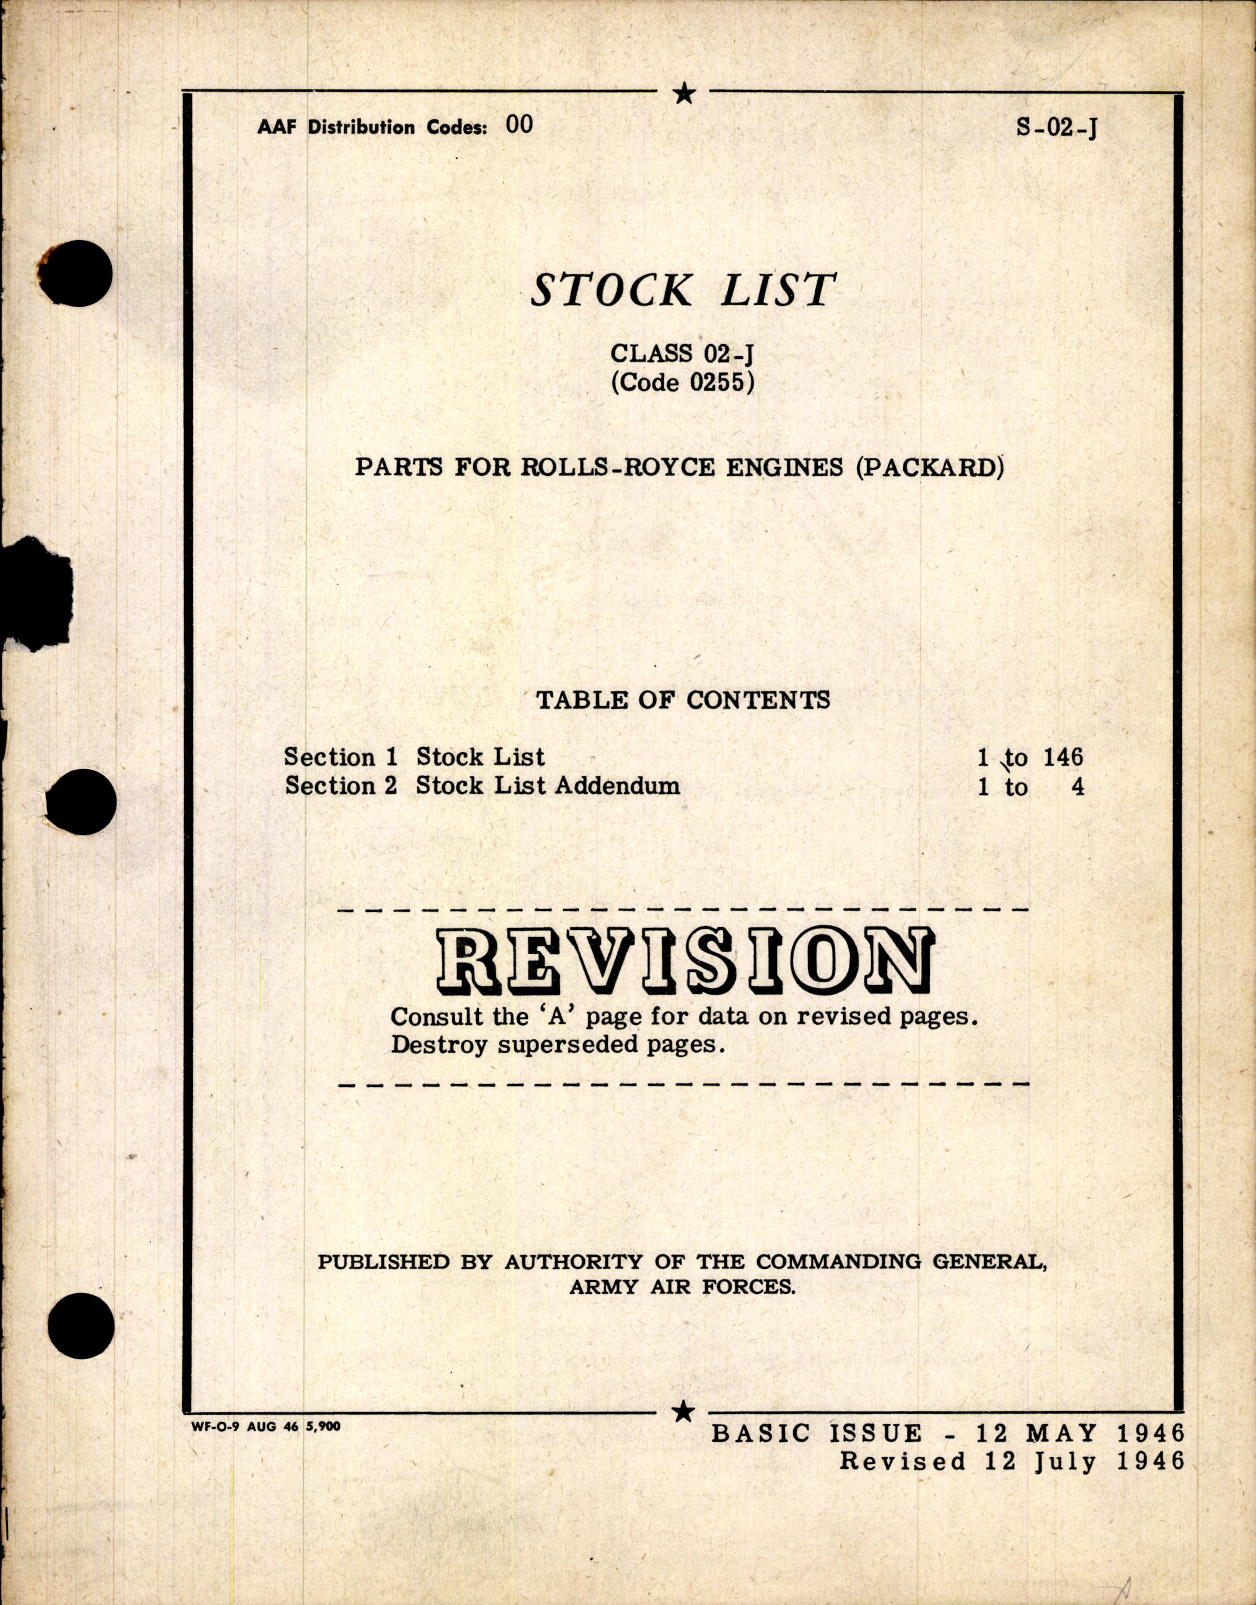 AAF Distribution Codes: 00 S-02-J
STOCK LIST
CLASS 02-J
(Code 0255)
PARTS FOR ROLLS-ROYCE ENGINES (PACKARD)
TABLE OF CONTENTS
Section 1 Stock List 1 to 146
Section 2 Stock List Addendum 1 to 4
REVISION
Consult the ‘A’ page for data on revised pages.
Destroy superseded pages.
PUBLISHED BY AUTHORITY OF THE COMMANDING GENERAL,
ARMY AIR FORCES.
WF-O-9 AUG 46 5,900
BASIC ISSUE - 12 MAY 1946
Revised 12 July 1946